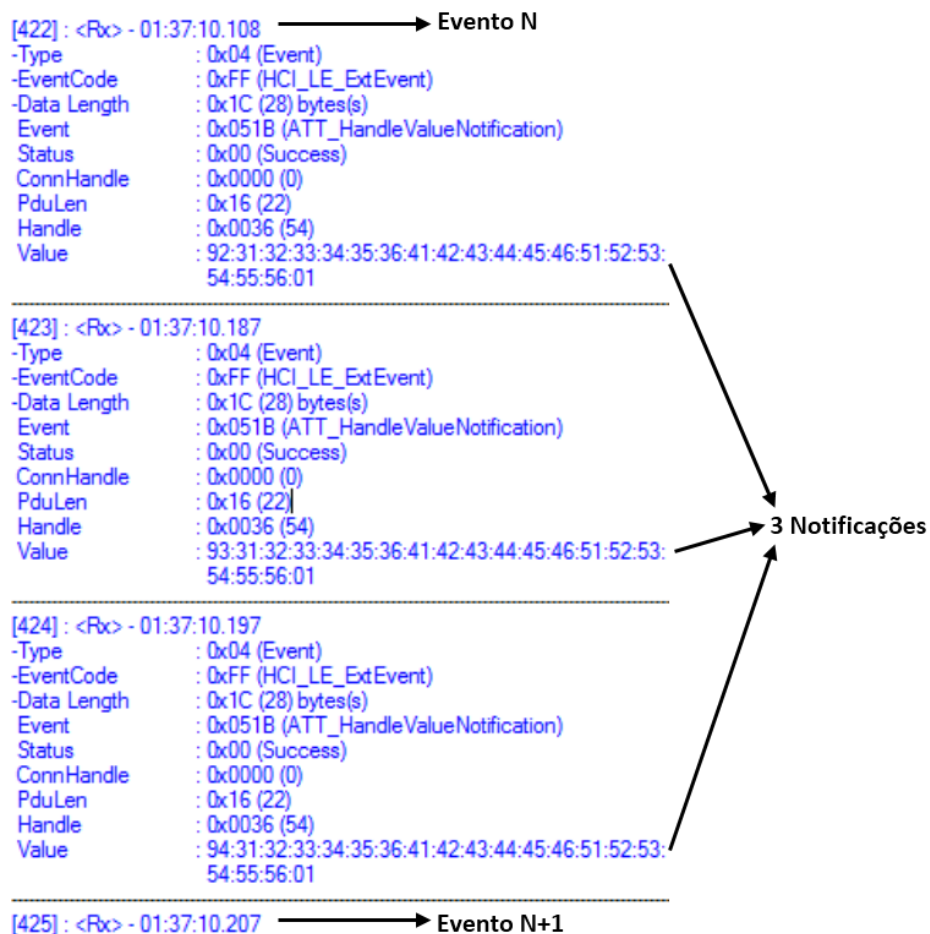 [422] : <Rx> - 01:37:10.108 Evento N
-Type : 0x04 (Event)
-EventCode : 0xFF (HCI_LE_ExtEvent)
-Data Length : 0x1C (28) bytes(s)
Event : 0x051B (ATT_HandleValueNotification)
Status : 0x00 (Success)
ConnHandle : 0x0000 (0)
PduLen : 0x16 (22)
Handle : 0x0036 (54)
Value : 92:31:32:33:34:35:36:41:42:43:44:45:46:51:52:53:
54:55:56:01
[423] : <Rx> - 01:37:10.187
-Type : 0x04 (Event)
-EventCode : 0xFF (HCI_LE_ExtEvent)
-Data Length : 0x1C (28) bytes(s)
Event : 0x051B (ATT_HandleValueNotification)
Status : 0x00 (Success)
ConnHandle : 0x0000 (0)
PduLen : 0x16 (22)
Handle : 0x0036 (54)
3 Notificações
Value : 93:31:32:33:34:35:36:41:42:43:44:45:46:51:52:53:
54:55:56:01
[424] : <Rx> - 01:37:10.197
-Type : 0x04 (Event)
-EventCode : 0xFF (HCI_LE_ExtEvent)
-Data Length : 0x1C (28) bytes(s)
Event : 0x051B (ATT_HandleValueNotification)
Status : 0x00 (Success)
ConnHandle : 0x0000 (0)
PduLen : 0x16 (22)
Handle : 0x0036 (54)
Value : 94:31:32:33:34:35:36:41:42:43:44:45:46:51:52:53:
54:55:56:01
[425] : <Rx> - 01:37:10.207 Evento N+1